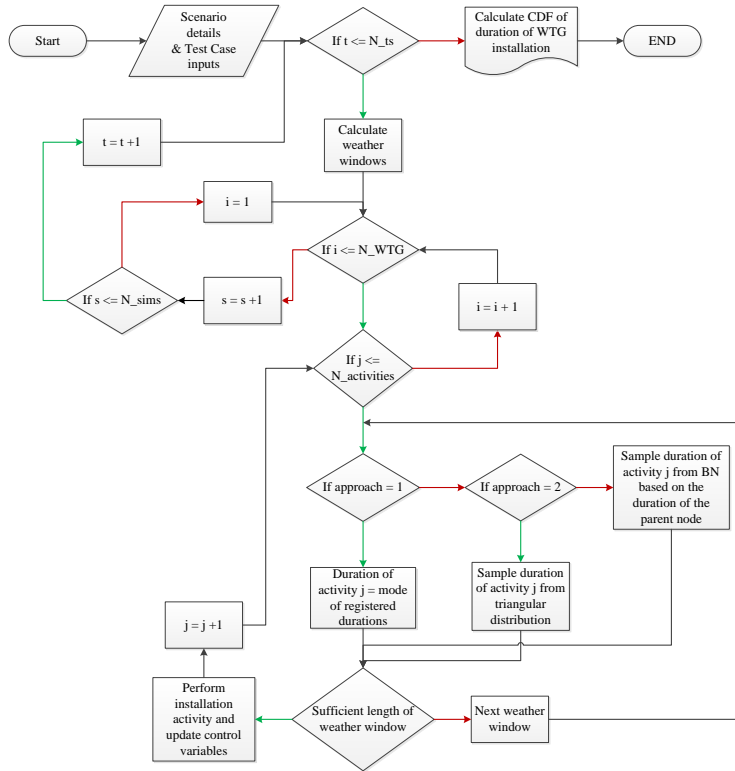 Start
Scenario
details
& Test Case
inputs
If t <= N_ts
Calculate CDF of
duration of WTG
installation
END
t = t +1
Calculate
weather
windows
i = 1
If i <= N_WTG
If s <= N_sims
s = s +1
i = i + 1
If j <=
N_activities
If approach = 1
If approach = 2
Sample duration of
activity j from BN
based on the
duration of the
parent node
Duration of
activity j = mode
of registered
durations
Sample duration
of activity j from
triangular
distribution
j = j +1
Perform
installation
activity and
update control
variables
Sufficient length of
weather window
Next weather
window